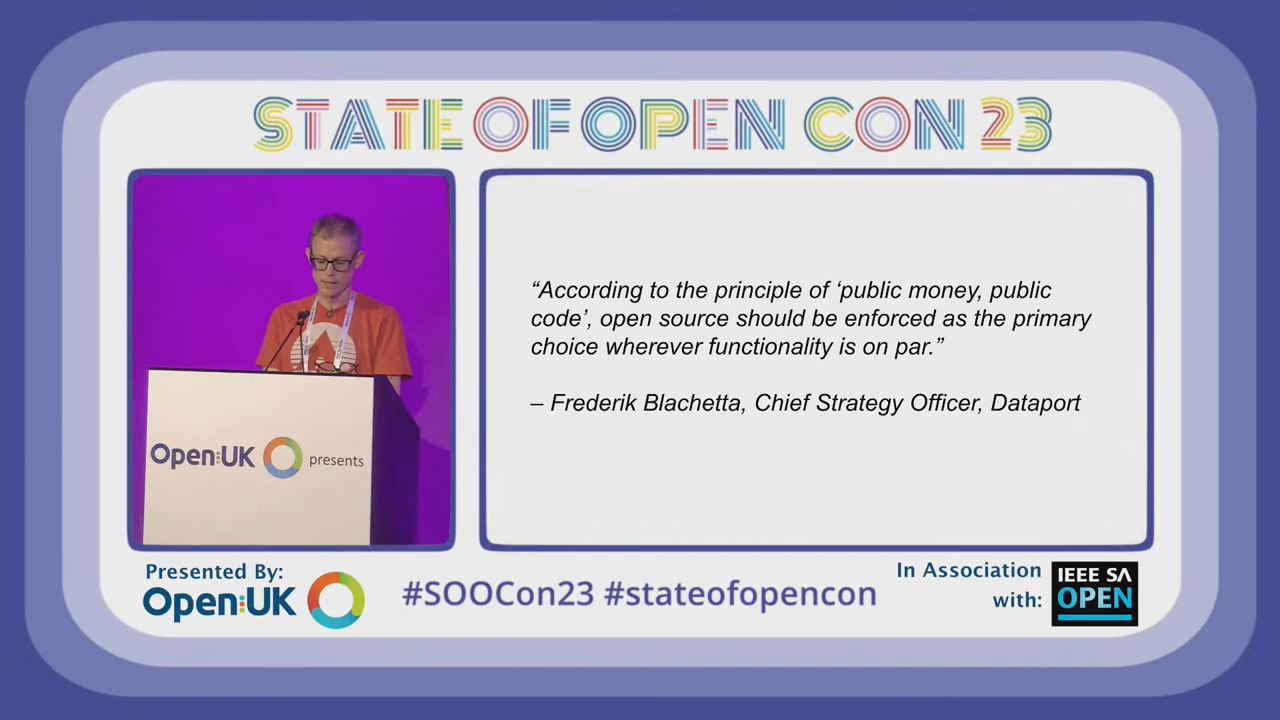 STATE OF OPEN CON 23
“According to the principle of ‘public money, public
code’, open source should be enforced as the primary
choice wherever functionality is on par.”
– Frederik Blachetta, Chief Strategy Officer, Dataport
Open:UK presents
Presented By:
Open:UK
#SOOCon23 #stateofopencon
In Association
with:
IEEE SA
OPEN